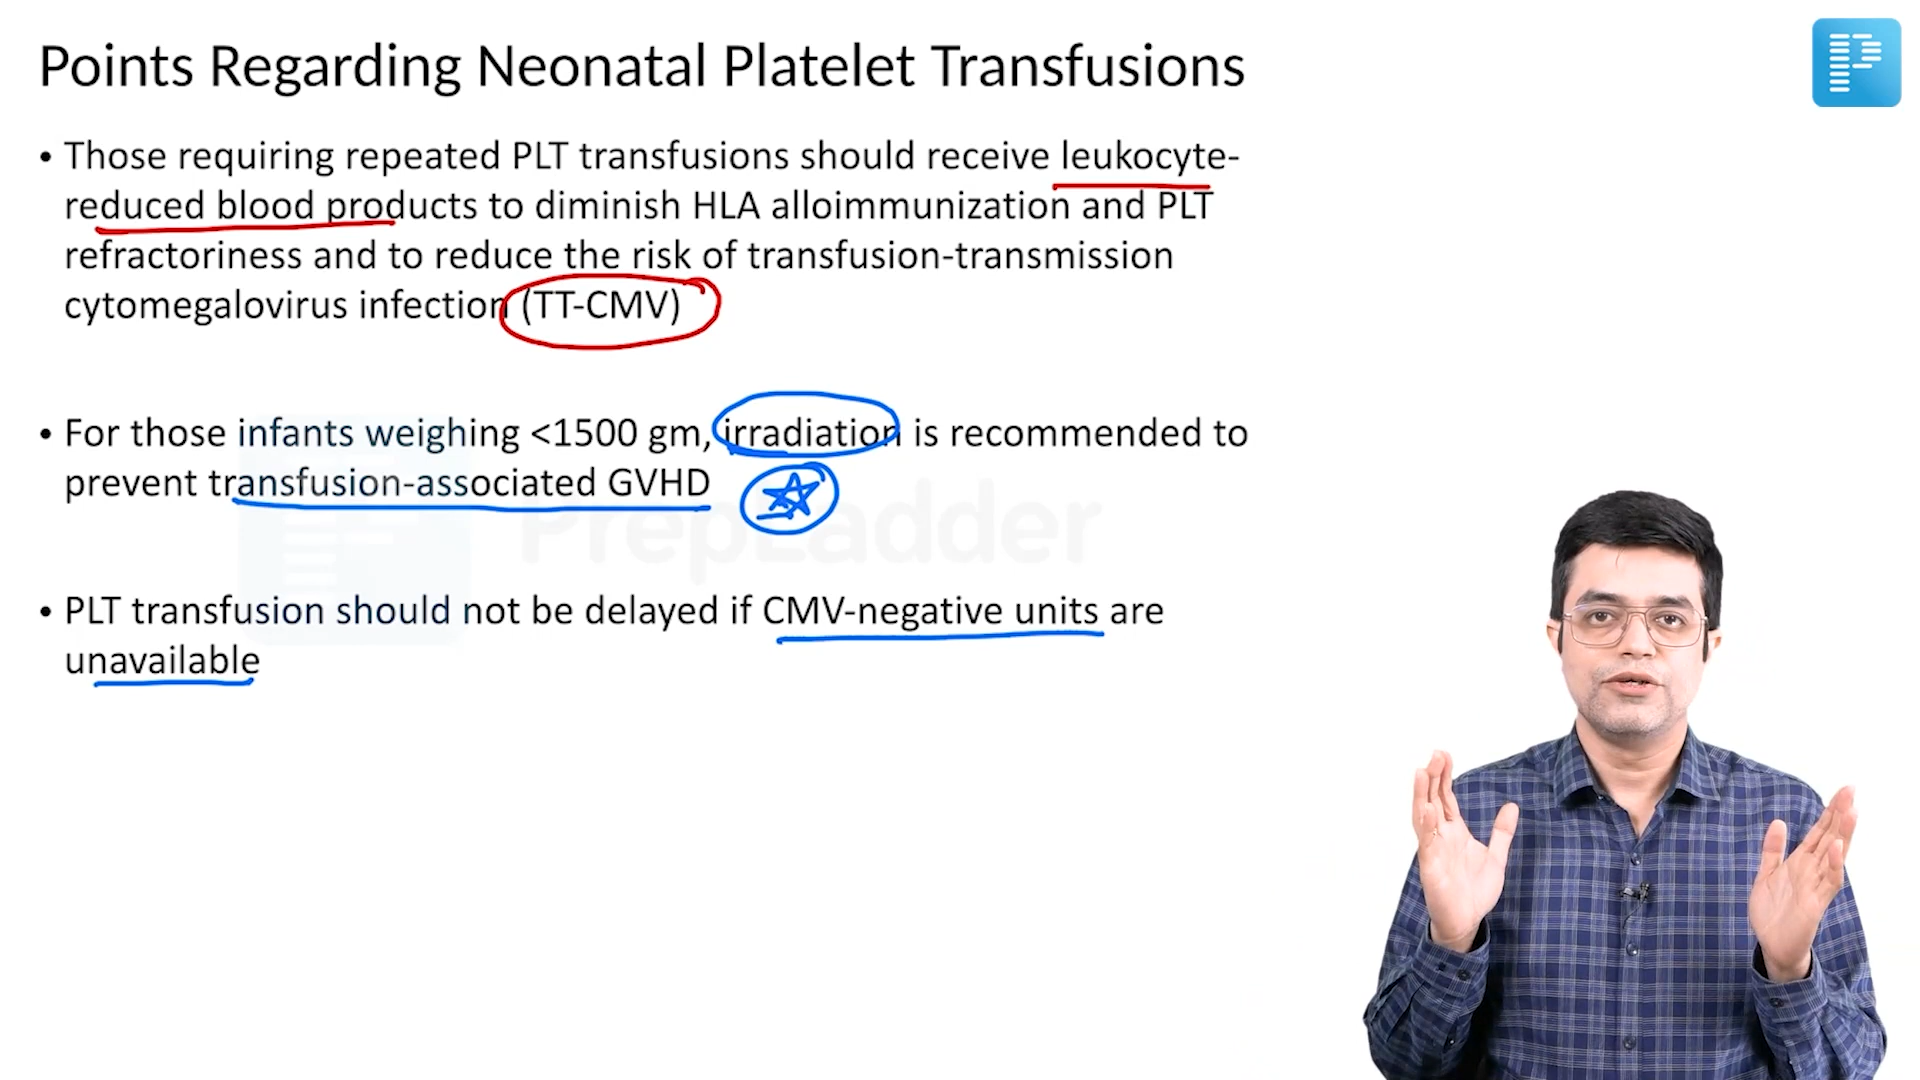 Points Regarding Neonatal Platelet Transfusions
• Those requiring repeated PLT transfusions should receive leukocyte-
reduced blood products to diminish HLA alloimmunization and PLT
refractoriness and to reduce the risk of transfusion-transmission
cytomegalovirus infection (TT-CMV)
• For those infants weighing <1500 gm, irradiation is recommended to
prevent transfusion-associated GVHD
PrepLadder
• PLT transfusion should not be delayed if CMV-negative units are
unavailable